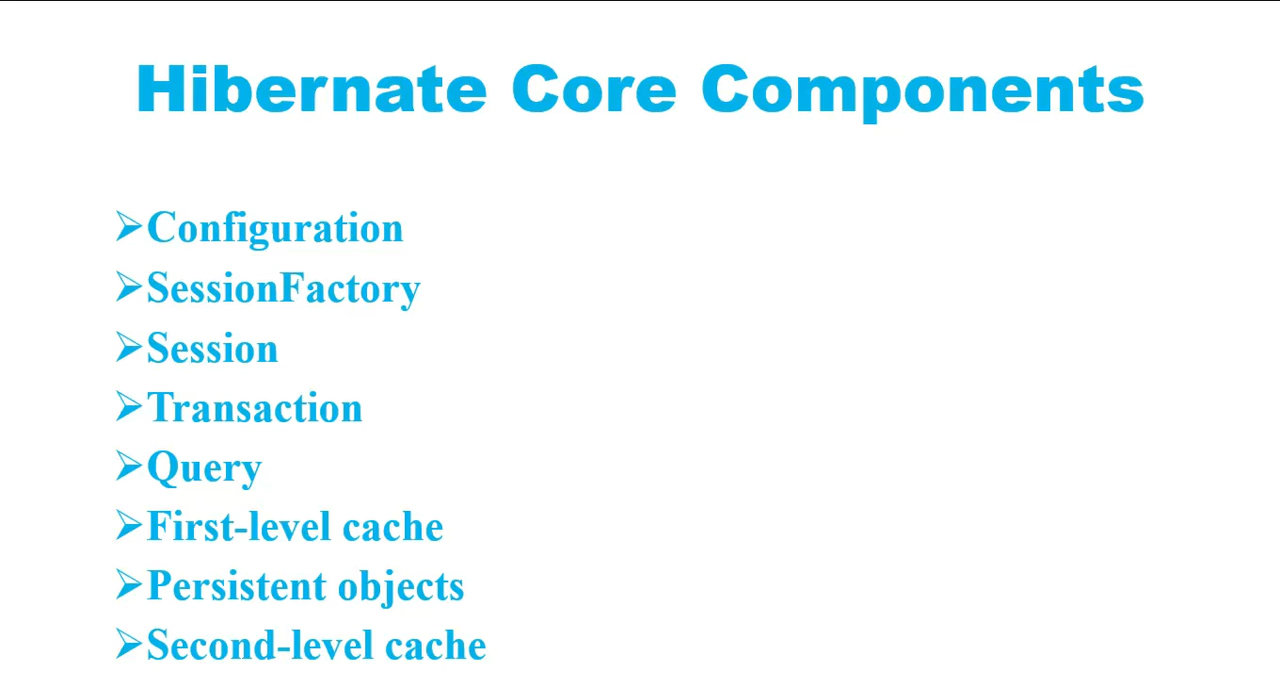 Hibernate Core Components
➢Configuration
➢SessionFactory
➢Session
➢Transaction
➢Query
➢First-level cache
➢Persistent objects
➢Second-level cache